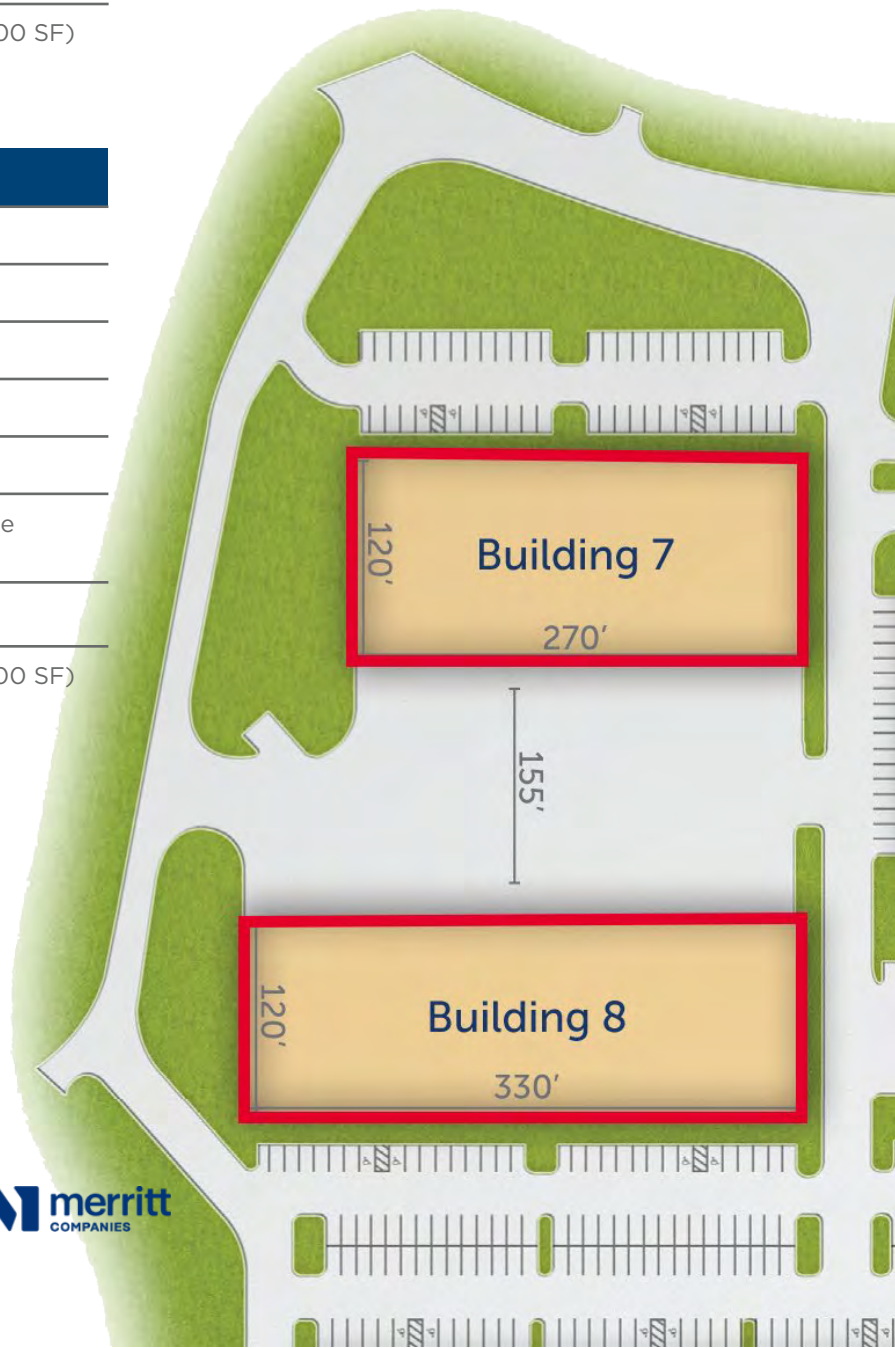 00 SF)
e
00 SF)
Building 7
120′
270′
155′
Building 8
120′
330′
merritt
COMPANIES